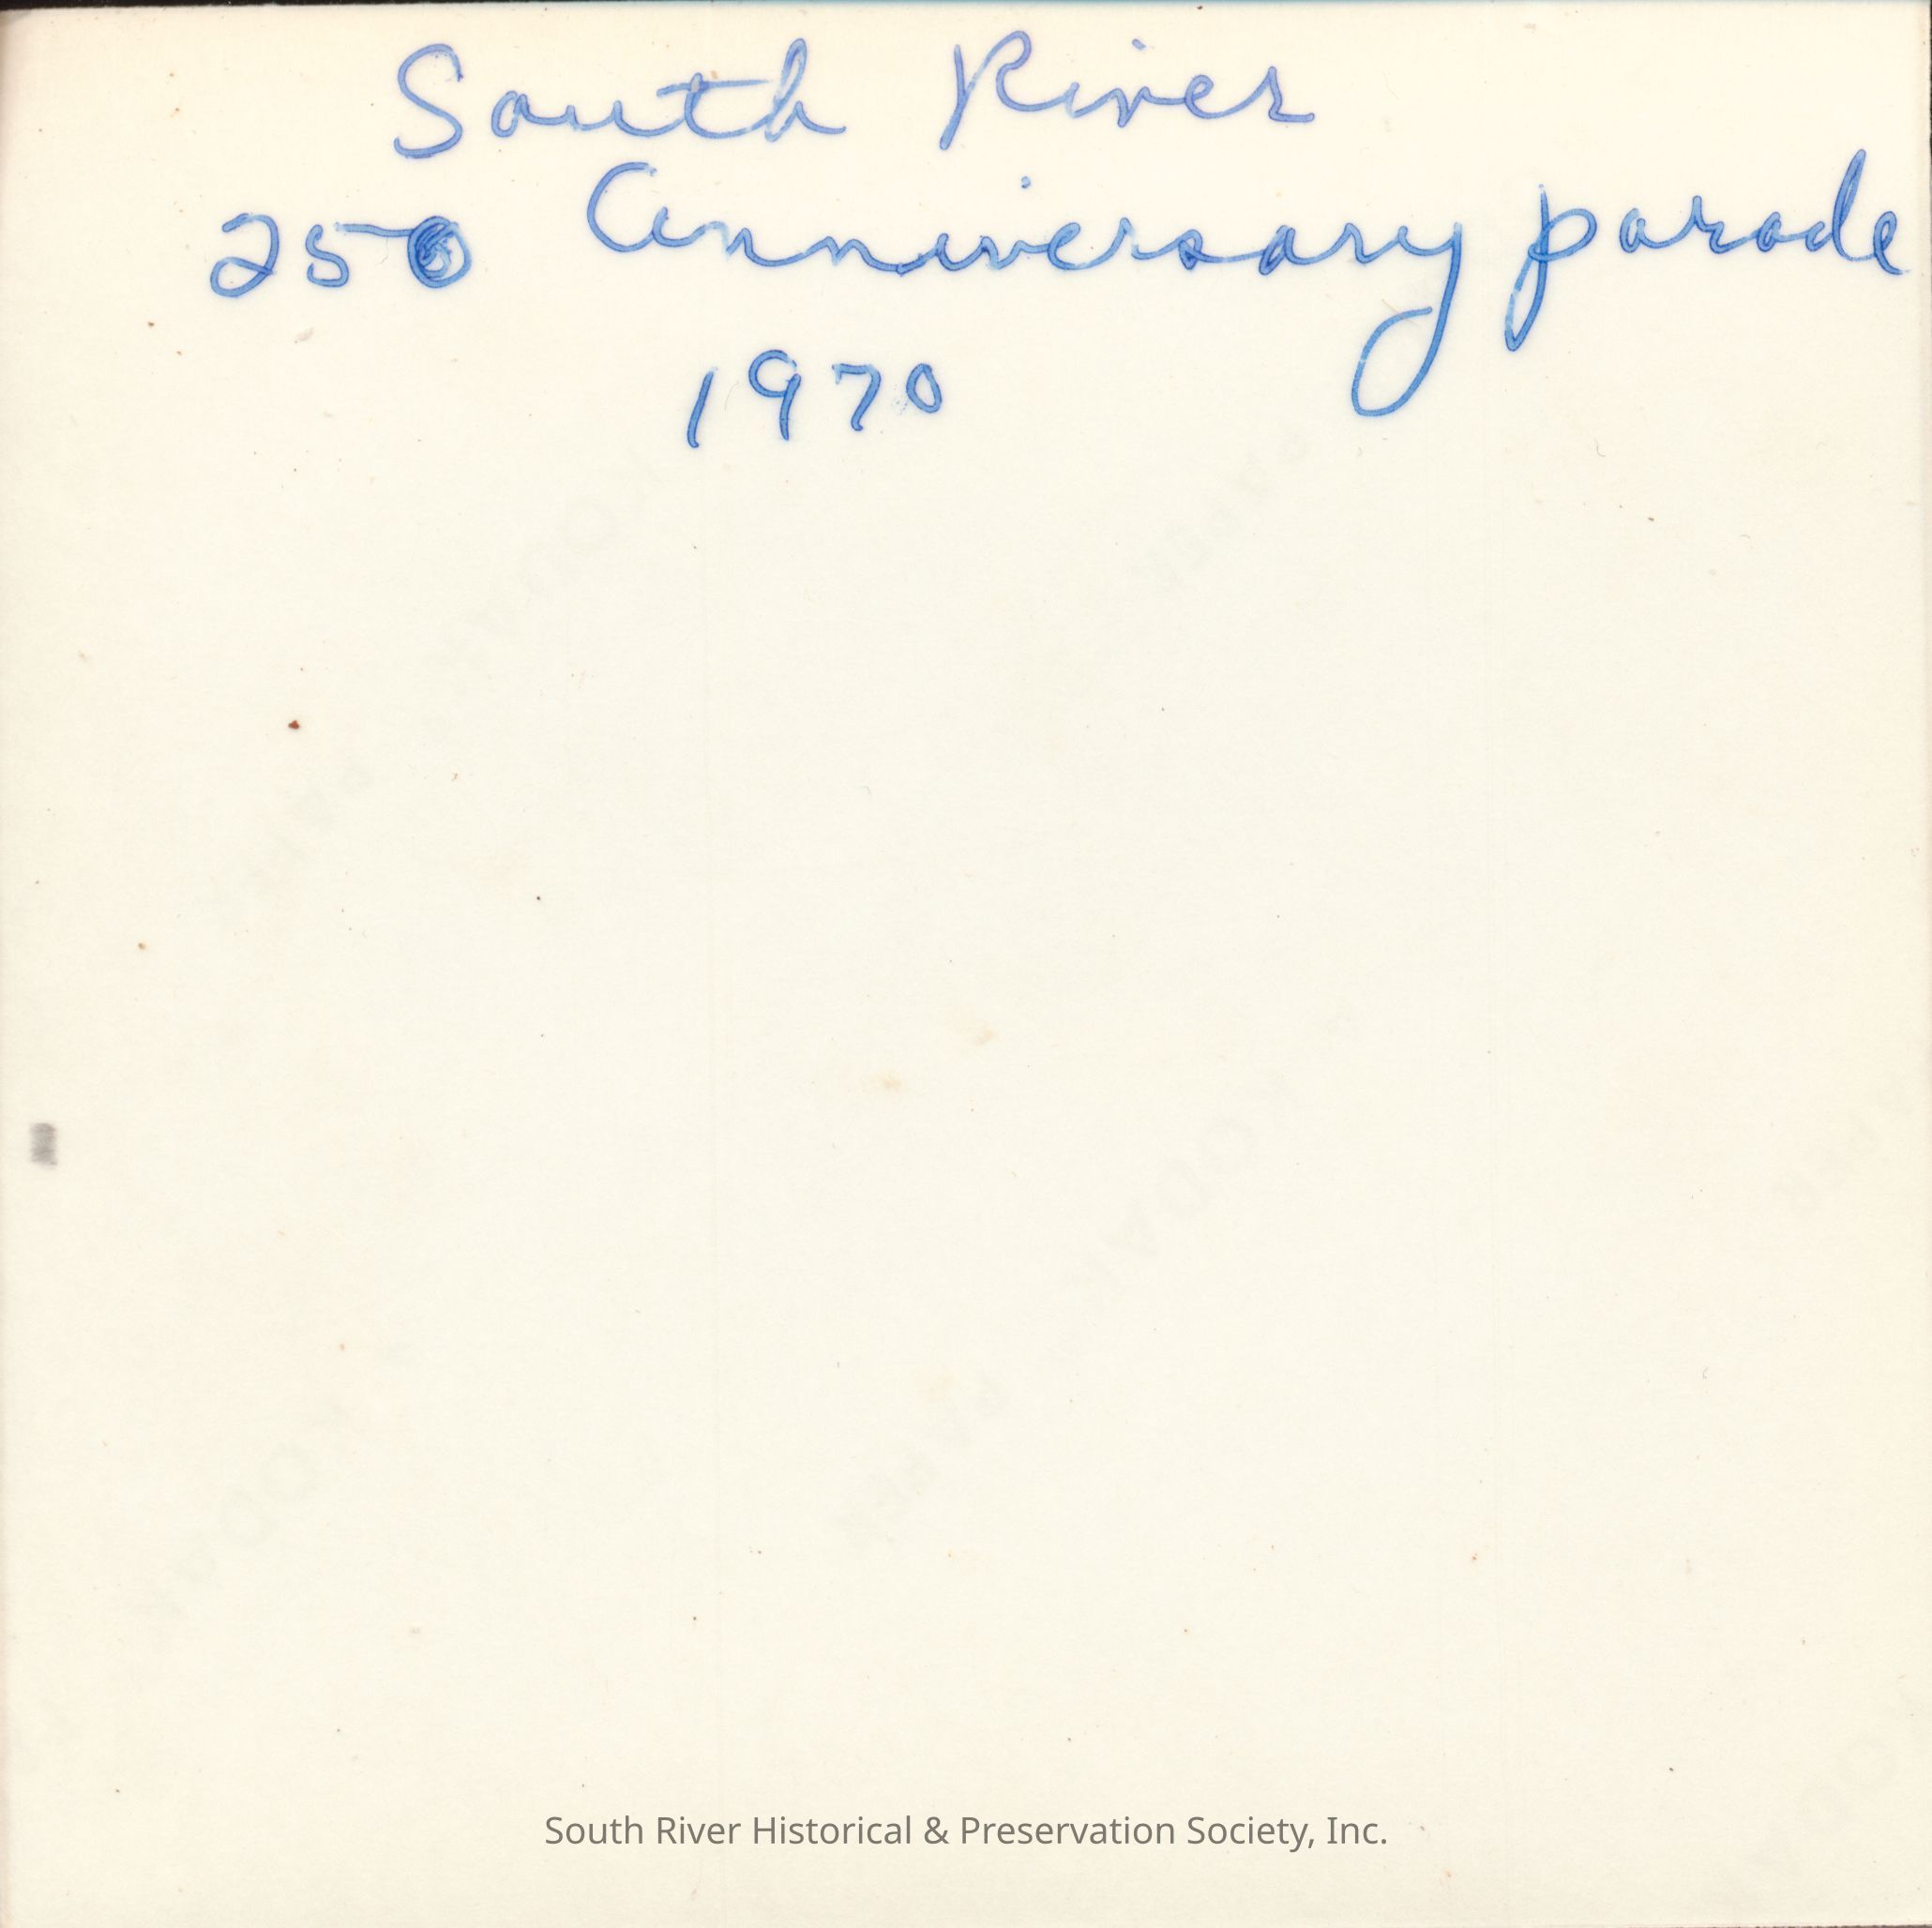 South River
250 Anniversary parade
1970
South River Historical & Preservation Society, Inc.